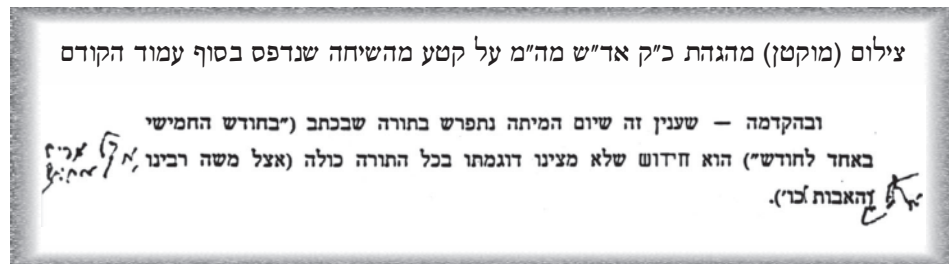 צילום (מוקטן) מהגהת כ"ק אד"ש מה"מ על קטע מהשיחה שנדפס בסוף עמוד הקודם
ובהקדמה — שענין זה שיום המיתה נתפרש בתורה שבכתב ("בחודש החמישי
באחד לחודש") הוא חידוש שלא מצינו דוגמתו בכל התורה כולה (אצל משה רבינו
והאבות כו').